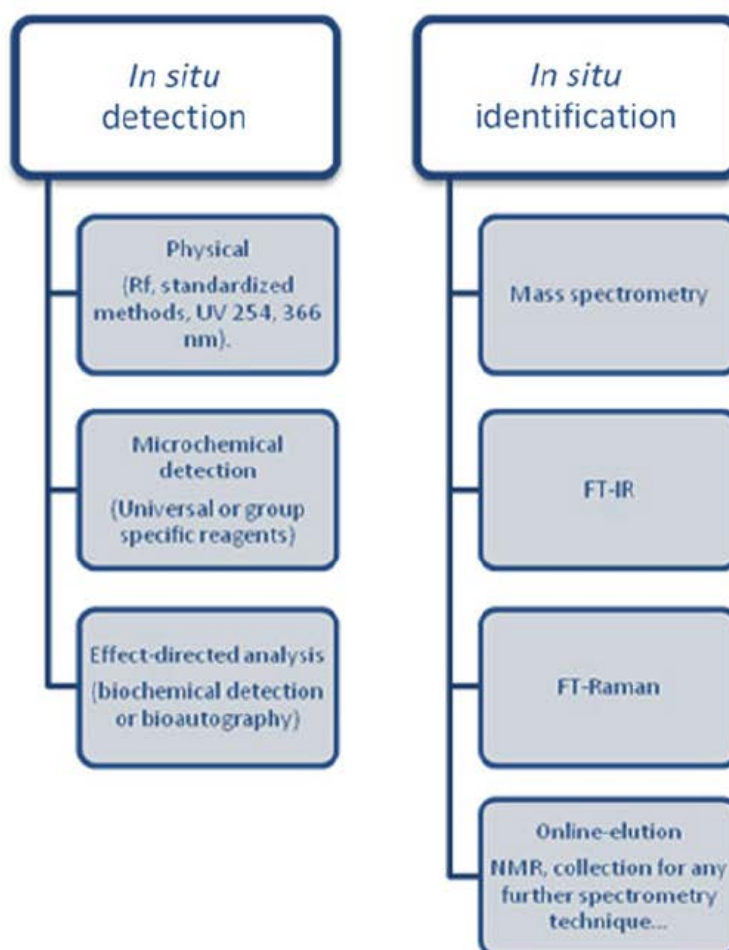 In situ
detection
Physical
(Rf, standardized
methods, UV 254, 366
nm).
Microchemical
detection
(Universal or group
specific reagents)
Effect-directed analysis
(biochemical detection
or bioautography)
In situ
identification
Mass spectrometry
FT-IR
FT-Raman
Online-elution
NMR, collection for any
further spectrometry
technique...